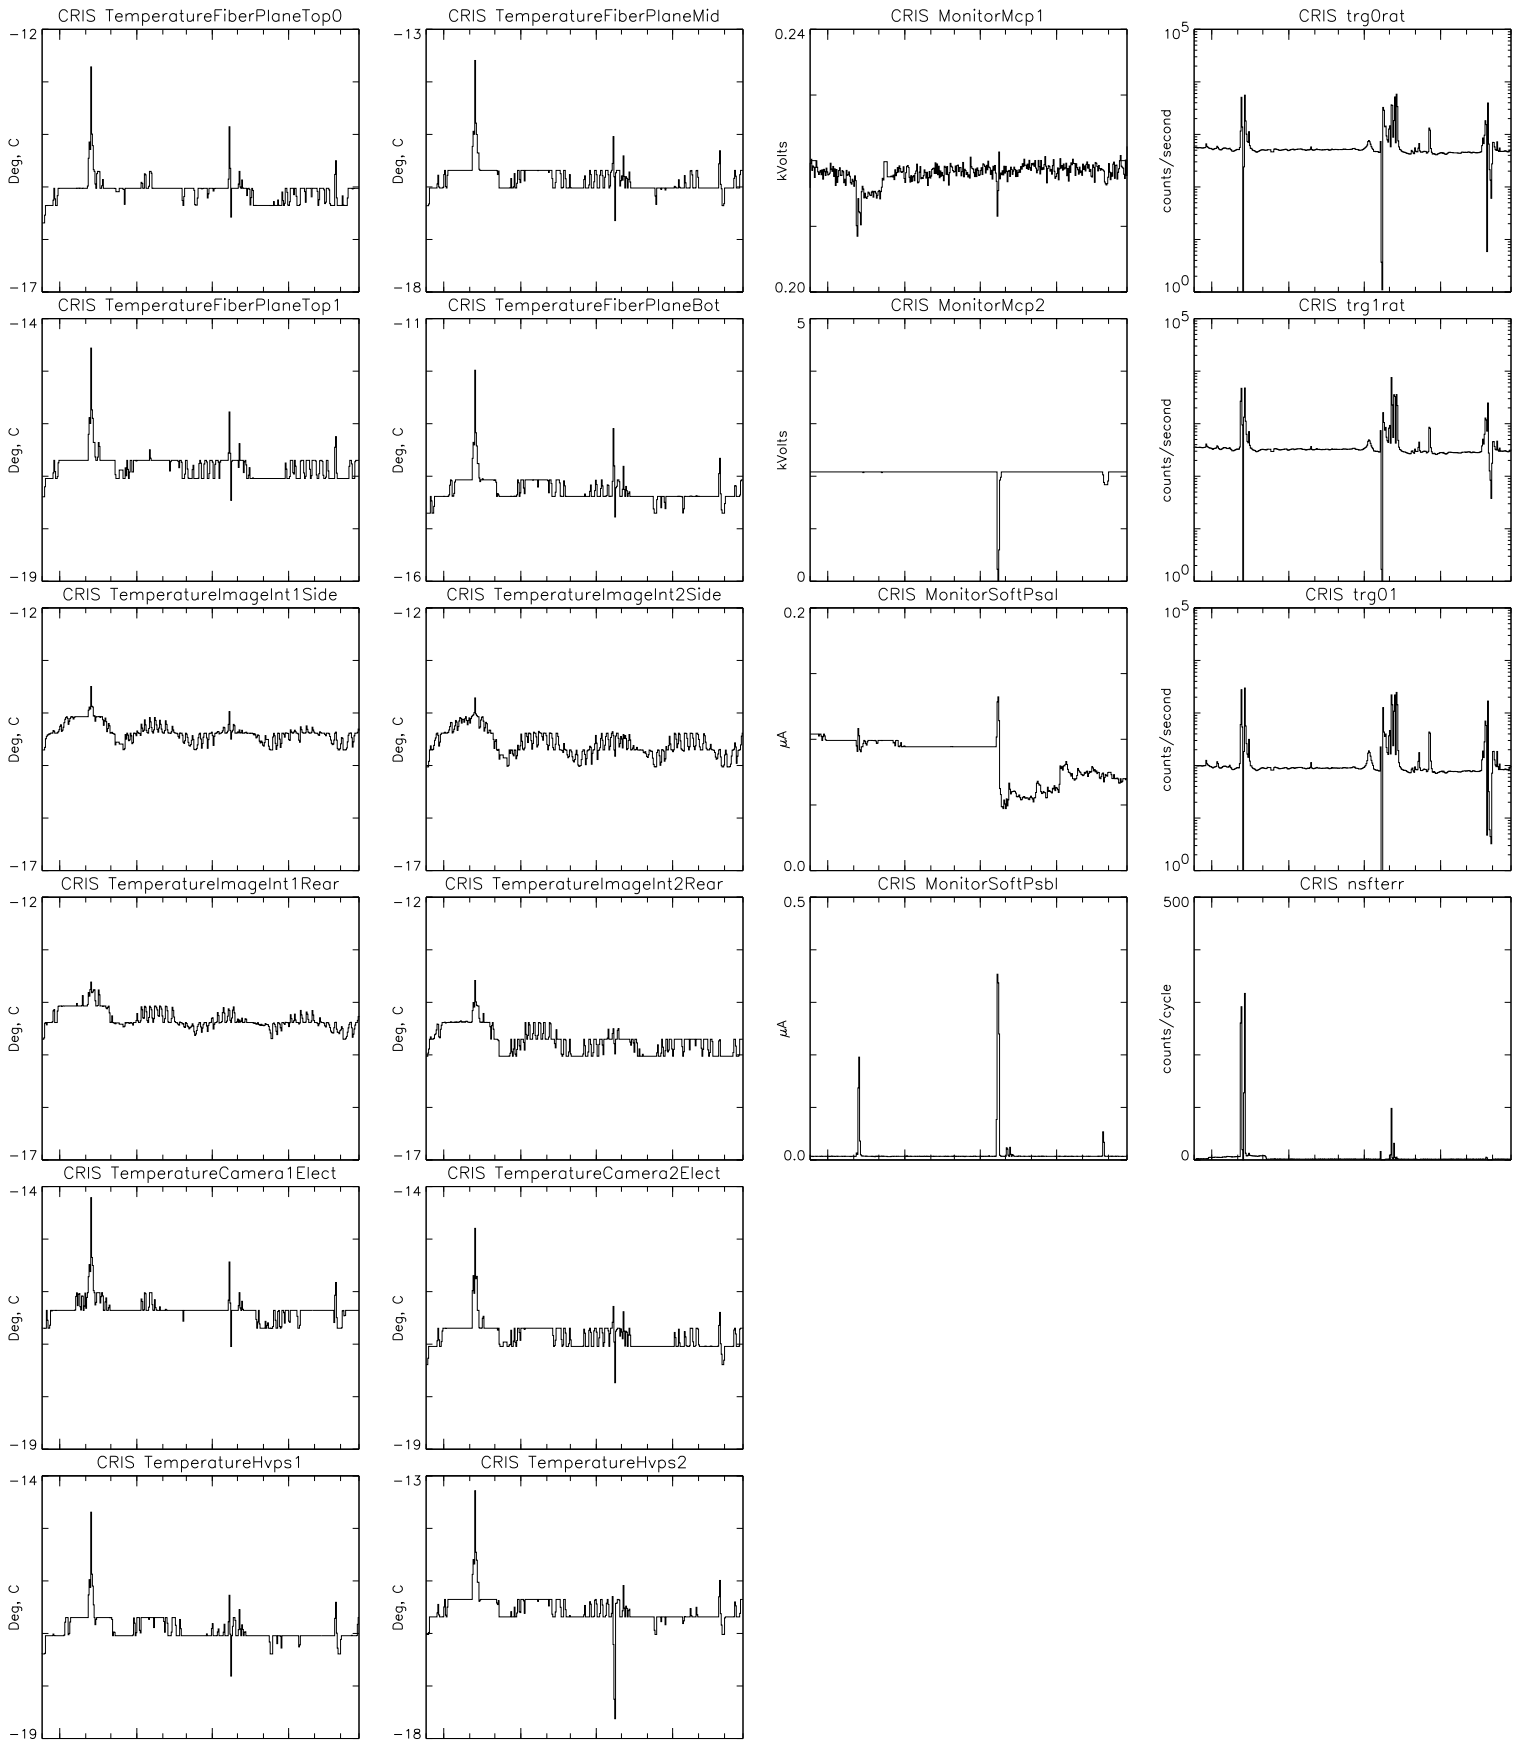 CRIS TemperatureFiberPlaneTop0
-12
Deg, C
-17
CRIS TemperatureFiberPlaneMid
-13
Deg, C
-18
CRIS MonitorMcp1
0.24
kVolts
0.20
CRIS trg0rat
10^5
counts/second
10^0
CRIS TemperatureFiberPlaneTop1
-14
Deg, C
-19
CRIS TemperatureFiberPlaneBot
-11
Deg, C
-16
CRIS MonitorMcp2
5
kVolts
0
CRIS trg1rat
10^5
counts/second
10^0
CRIS TemperatureImageInt1Side
-12
Deg, C
-17
CRIS TemperatureImageInt2Side
-12
Deg, C
-17
CRIS MonitorSoftPsaI
0.2
μA
0.0
CRIS trg01
10^5
counts/second
10^0
CRIS TemperatureImageInt1Rear
-12
Deg, C
-17
CRIS TemperatureImageInt2Rear
-12
Deg, C
-17
CRIS MonitorSoftPsbI
0.5
μA
0.0
CRIS nsfterr
500
counts/cycle
0
CRIS TemperatureCamera1Elect
-14
Deg, C
-19
CRIS TemperatureCamera2Elect
-14
Deg, C
-19
CRIS TemperatureHvps1
-14
Deg, C
-19
CRIS TemperatureHvps2
-13
Deg, C
-18